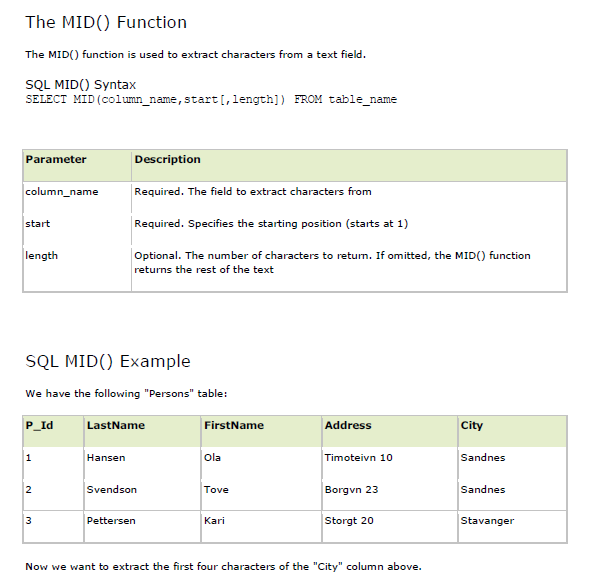 The MID() Function
The MID() function is used to extract characters from a text field.
SQL MID() Syntax
SELECT MID(column_name,start[,length]) FROM table_name
Parameter Description
column_name Required. The field to extract characters from
start Required. Specifies the starting position (starts at 1)
length Optional. The number of characters to return. If omitted, the MID() function
returns the rest of the text
SQL MID() Example
We have the following "Persons" table:
P_Id LastName FirstName Address City
1 Hansen Ola Timoteivn 10 Sandnes
2 Svendson Tove Borgvn 23 Sandnes
3 Pettersen Kari Storgt 20 Stavanger
Now we want to extract the first four characters of the "City" column above.